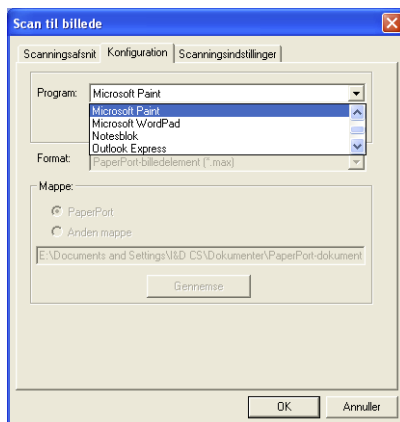 Scan til billede
Scanningsafsnit Konfiguration Scanningsindstillinger
Program: Microsoft Paint
Microsoft Paint
Microsoft WordPad
Notesblok
Outlook Express
Format: PaperPort-billedelement (*.max)
Mappe:
PaperPort
Anden mappe
E:\Documents and Settings\I&D CS\Dokumenter\PaperPort-dokument
Gennemse
OK Annuller